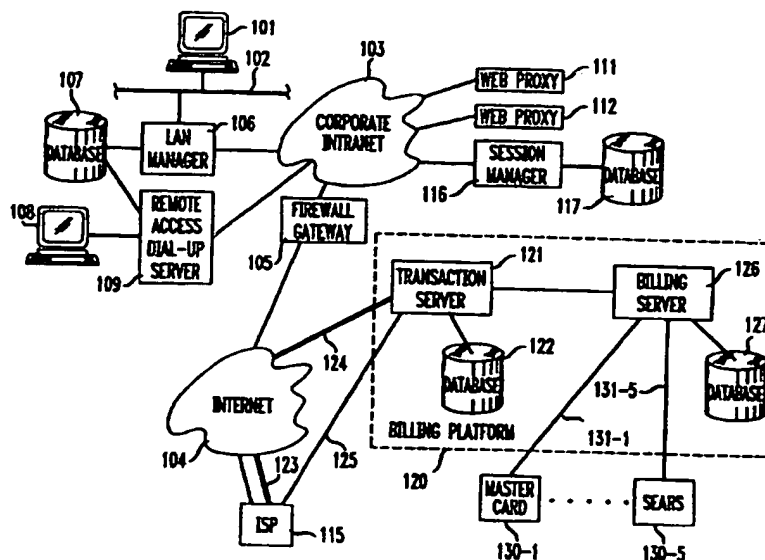 101
102
103
107
106
DATABASE
LAN
MANAGER
CORPORATE
INTRANET
WEB PROXY
111
WEB PROXY
112
SESSION
MANAGER
116
DATABASE
117
108
REMOTE
ACCESS
DIAL-UP
SERVER
109
FIREWALL
GATEWAY
105
TRANSACTION
SERVER
121
BILLING
SERVER
126
124
DATABASE
122
127
DATABASE
131-5
INTERNET
104
BILLING PLATFORM
131-1
125
123
120
ISP
115
MASTER
CARD
130-1
SEARS
130-5